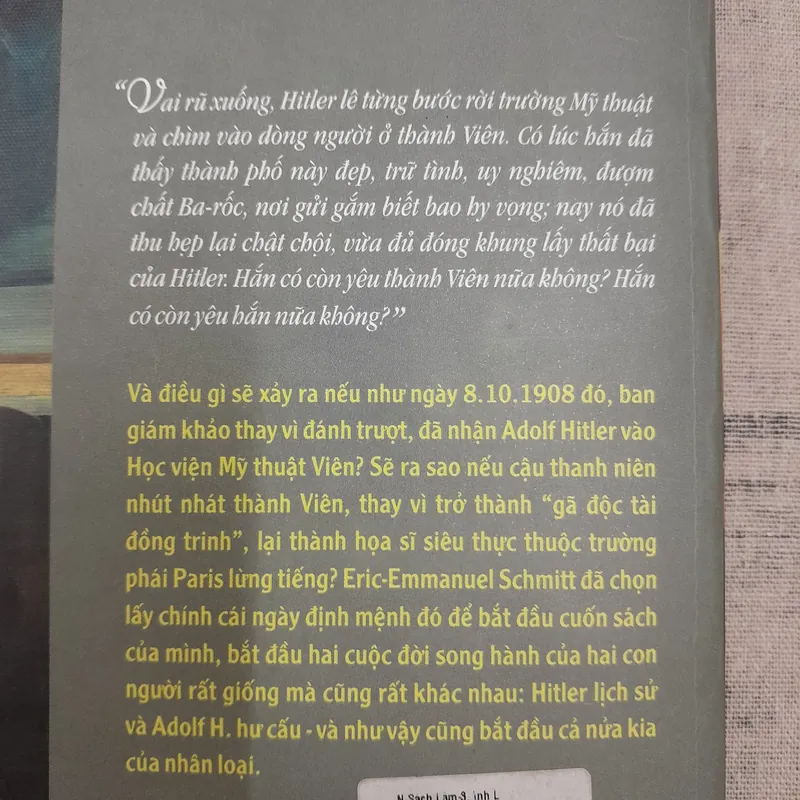 “Vai rũ xuống, Hitler lê từng bước rời trường Mỹ thuật
và chìm vào dòng người ở thành Viên. Có lúc hắn đã
thấy thành phố này đẹp, trữ tình, uy nghiêm, đượm
chất Ba-rốc, nơi gửi gắm biết bao hy vọng; nay nó đã
thu hẹp lại chật chội, vừa đủ đóng khung lấy thất bại
của Hitler. Hắn có còn yêu thành Viên nữa không? Hắn
có còn yêu hắn nữa không?”
Và điều gì sẽ xảy ra nếu như ngày 8.10.1908 đó, ban
giám khảo thay vì đánh trượt, đã nhận Adolf Hitler vào
Học viện Mỹ thuật Viên? Sẽ ra sao nếu cậu thanh niên
nhút nhát thành Viên, thay vì trở thành “gã độc tài
đồng trinh”, lại thành họa sĩ siêu thực thuộc trường
phái Paris lừng tiếng? Eric-Emmanuel Schmitt đã chọn
lấy chính cái ngày định mệnh đó để bắt đầu cuốn sách
của mình, bắt đầu hai cuộc đời song hành của hai con
người rất giống mà cũng rất khác nhau: Hitler lịch sử
và Adolf H. hư cấu - và như vậy cũng bắt đầu cả nửa kia
của nhân loại.